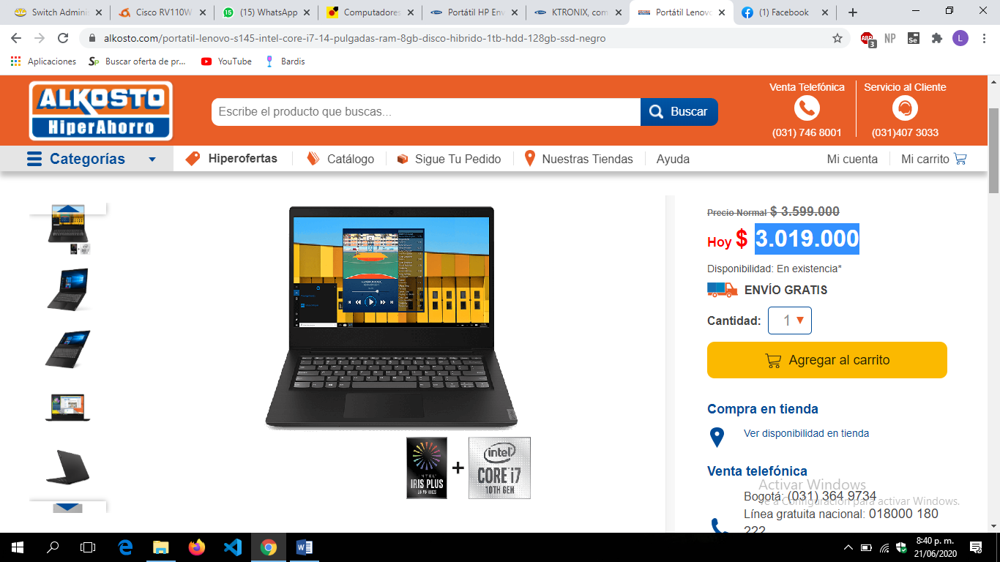 Switch Adminis
Cisco RV110W
(15) WhatsApp
Computadores
Portátil HP Env
KTRONIX, com
Portátil Lenovo
(1) Facebook
alkosto.com/portatil-lenovo-s145-intel-core-i7-14-pulgadas-ram-8gb-disco-hibrido-1tb-hdd-128gb-ssd-negro
ABP 3 NP Se L
Aplicaciones
Sp Buscar oferta de pr...
YouTube
Bardis
ALKOSTO
HiperAhorro
Escribe el producto que buscas...
Buscar
Venta Telefónica
(031) 746 8001
Servicio al Cliente
(031)407 3033
Categorías
Hiperofertas
Catálogo
Sigue Tu Pedido
Nuestras Tiendas
Ayuda
Mi cuenta
Mi carrito
Precio Normal $ 3.599.000
Hoy $ 3.019.000
Disponibilidad: En existencia*
ENVÍO GRATIS
Cantidad: 1
Agregar al carrito
Compra en tienda
Ver disponibilidad en tienda
Venta telefónica
Bogotá: (031) 364 9734
Línea gratuita nacional: 018000 180
222
INTEL
IRIS PLUS
GRAPHICS
+
intel
CORE i7
10TH GEN
Activar Windows
Ve a Configuración para activar Windows.
8:40 p. m.
21/06/2020